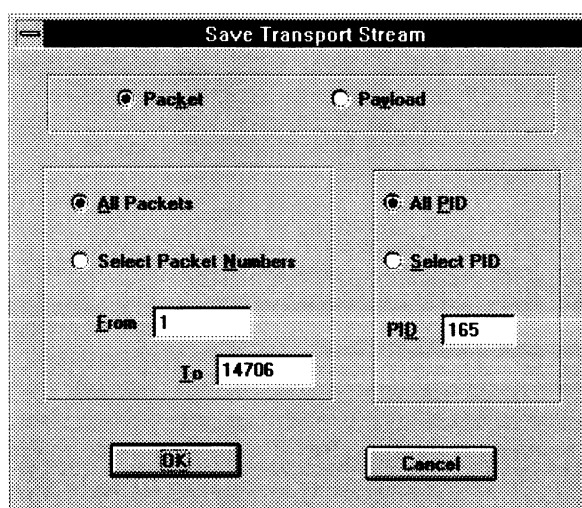 Save Transport Stream
Packet Payload
All Packets
Select Packet Numbers
From 1
To 14706
All PID
Select PID
PID 165
OK Cancel